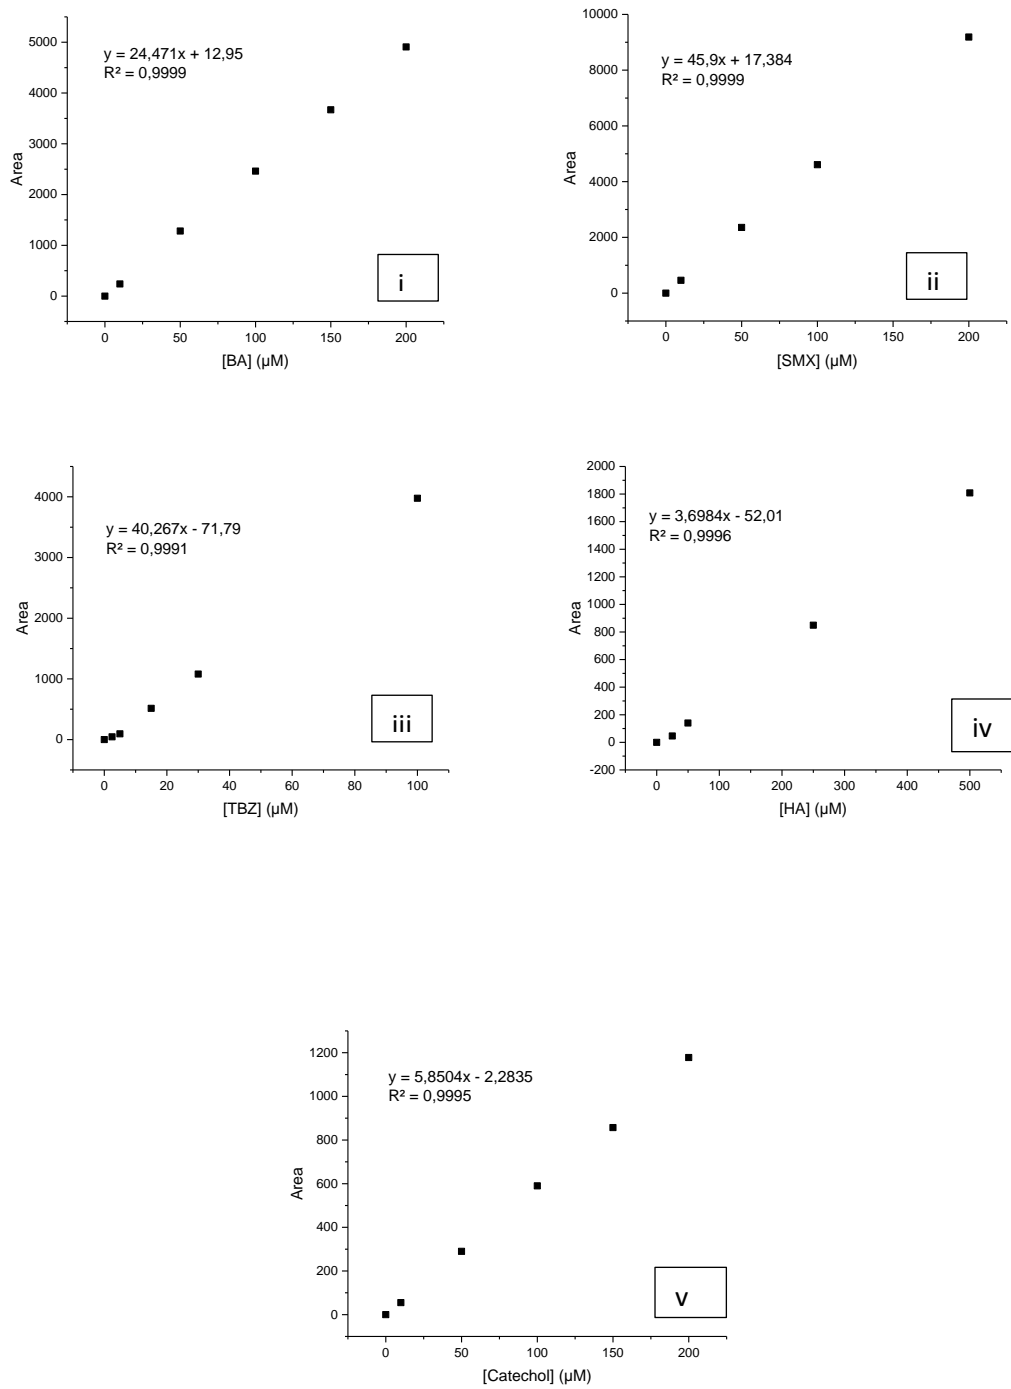 y = 24,471x + 12,95
R² = 0,9999
5000
4000
3000
2000
1000
0
Area
0 50 100 150 200
[BA] (µM)
i
y = 45,9x + 17,384
R² = 0,9999
10000
8000
6000
4000
2000
0
Area
0 50 100 150 200
[SMX] (µM)
ii
y = 40,267x - 71,79
R² = 0,9991
4000
3000
2000
1000
0
Area
0 20 40 60 80 100
[TBZ] (µM)
iii
y = 3,6984x - 52,01
R² = 0,9996
2000
1800
1600
1400
1200
1000
800
600
400
200
0
-200
Area
0 100 200 300 400 500
[HA] (µM)
iv
y = 5,8504x - 2,2835
R² = 0,9995
1200
1000
800
600
400
200
0
Area
0 50 100 150 200
[Catechol] (µM)
v